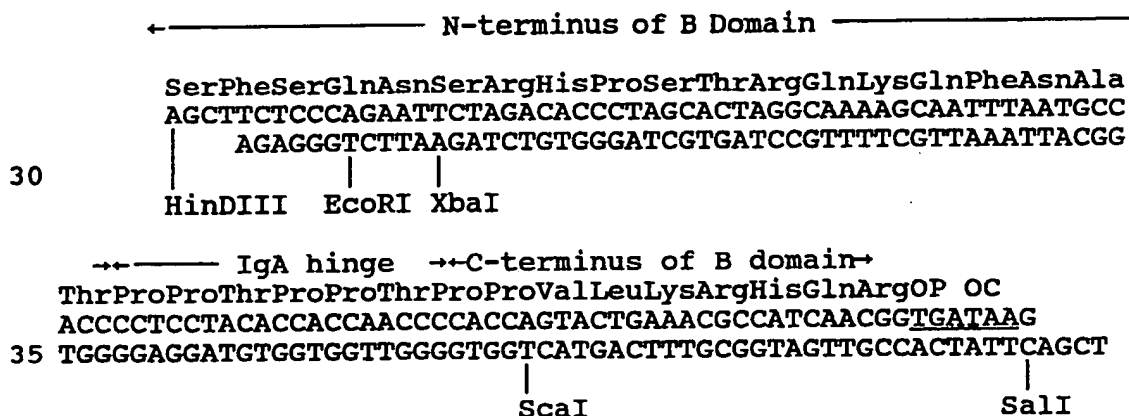 ← N-terminus of B Domain
SerPheSerGlnAsnSerArgHisProSerThrArgGlnLysGlnPheAsnAla
AGCTTCTCCCAGAATTCTAGACACCCTAGCACTAGGCAAAAGCAATTTAATGCC
AGAGGGTCTTAAGATCTGTGGGATCGTGATCCGTTTTCGTTAAATTACGG
30
HinDIII EcoRI XbaI
→← IgA hinge →←C-terminus of B domain→
ThrProProThrProProThrProProValLeuLysArgHisGlnArgOP OC
ACCCCTCCTACACCACCAACCCCACCAGTACTGAAACGCCATCAACGGTGATAAG
35 TGGGGAGGATGTGGTGGTTGGGGTGGTCATGACTTTGCGGTAGTTGCCACTATTCAGCT
ScaI SalI